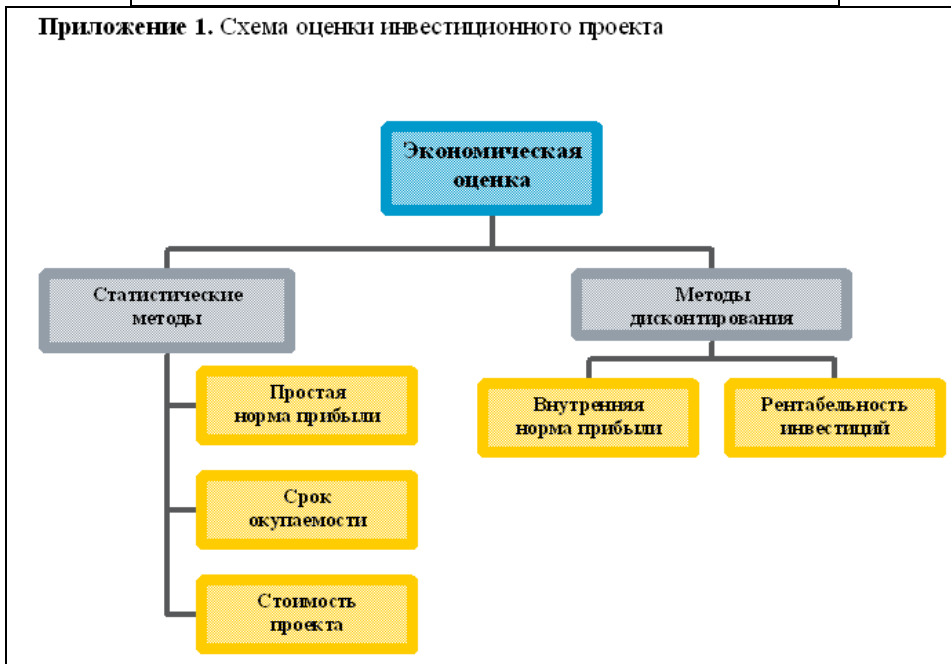 Приложение 1. Схема оценки инвестиционного проекта
Экономическая
оценка
Статистические
методы
Методы
дисконтирования
Простая
норма прибыли
Внутренняя
норма прибыли
Рентабельность
инвестиций
Срок
окупаемости
Стоимость
проекта